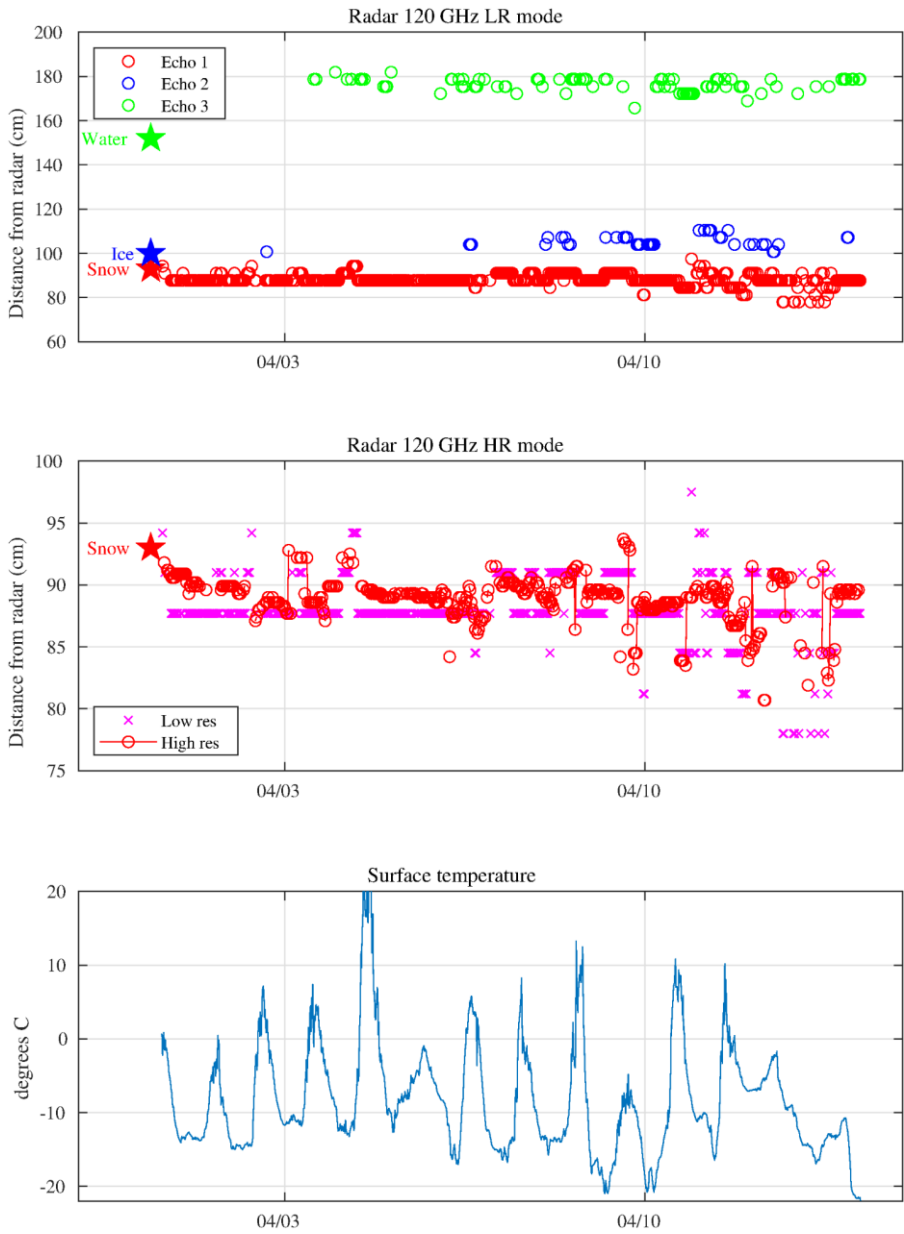 Radar 120 GHz LR mode
200
180
160
140
120
100
80
60
Distance from radar (cm)
Echo 1
Echo 2
Echo 3
Water
Ice
Snow
04/03
04/10
Radar 120 GHz HR mode
100
95
90
85
80
75
Distance from radar (cm)
Snow
Low res
High res
04/03
04/10
Surface temperature
20
10
0
-10
-20
degrees C
04/03
04/10